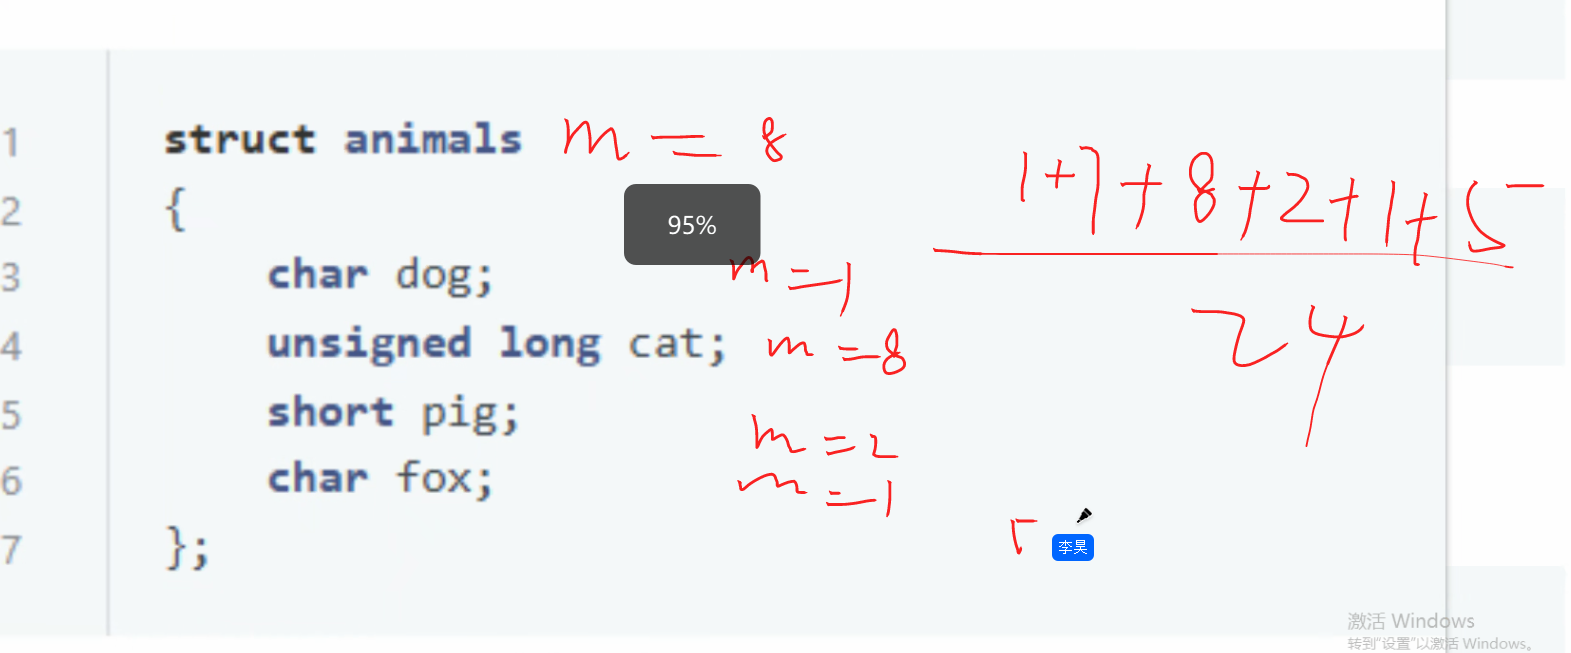 1 struct animals m = 8
2 {
95%
1+7+8+2+1+5
3 char dog; m=1
24
4 unsigned long cat; m=8
5 short pig; m=2
6 char fox; m=1
7 };
李昊
激活 Windows
转到"设置"以激活 Windows。